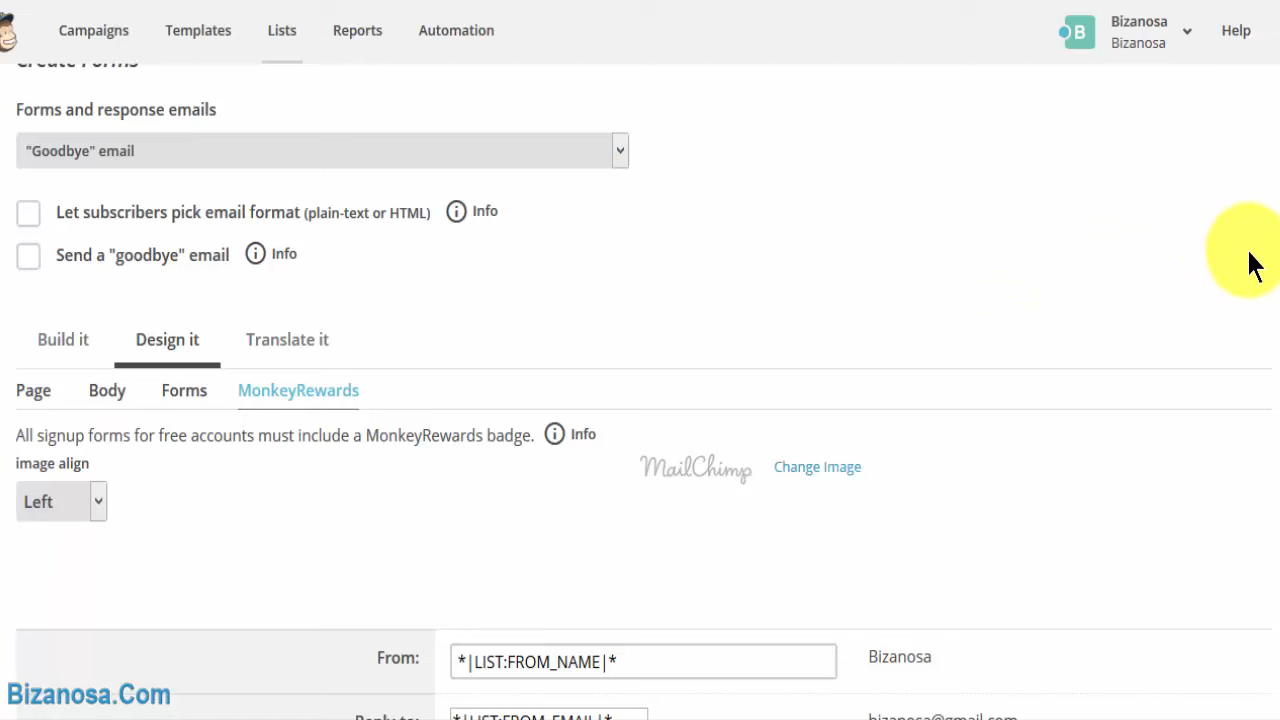 Campaigns Templates Lists Reports Automation B Bizanosa Help
Bizanosa
Create Forms
Forms and response emails
"Goodbye" email
Let subscribers pick email format (plain-text or HTML) i Info
Send a "goodbye" email i Info
Build it Design it Translate it
Page Body Forms MonkeyRewards
All signup forms for free accounts must include a MonkeyRewards badge. i Info
image align
MailChimp Change Image
Left
From: *|LIST:FROM_NAME|* Bizanosa
Reply to: *|LIST:FROM_EMAIL|* bizanosa@gmail.com
Bizanosa.Com